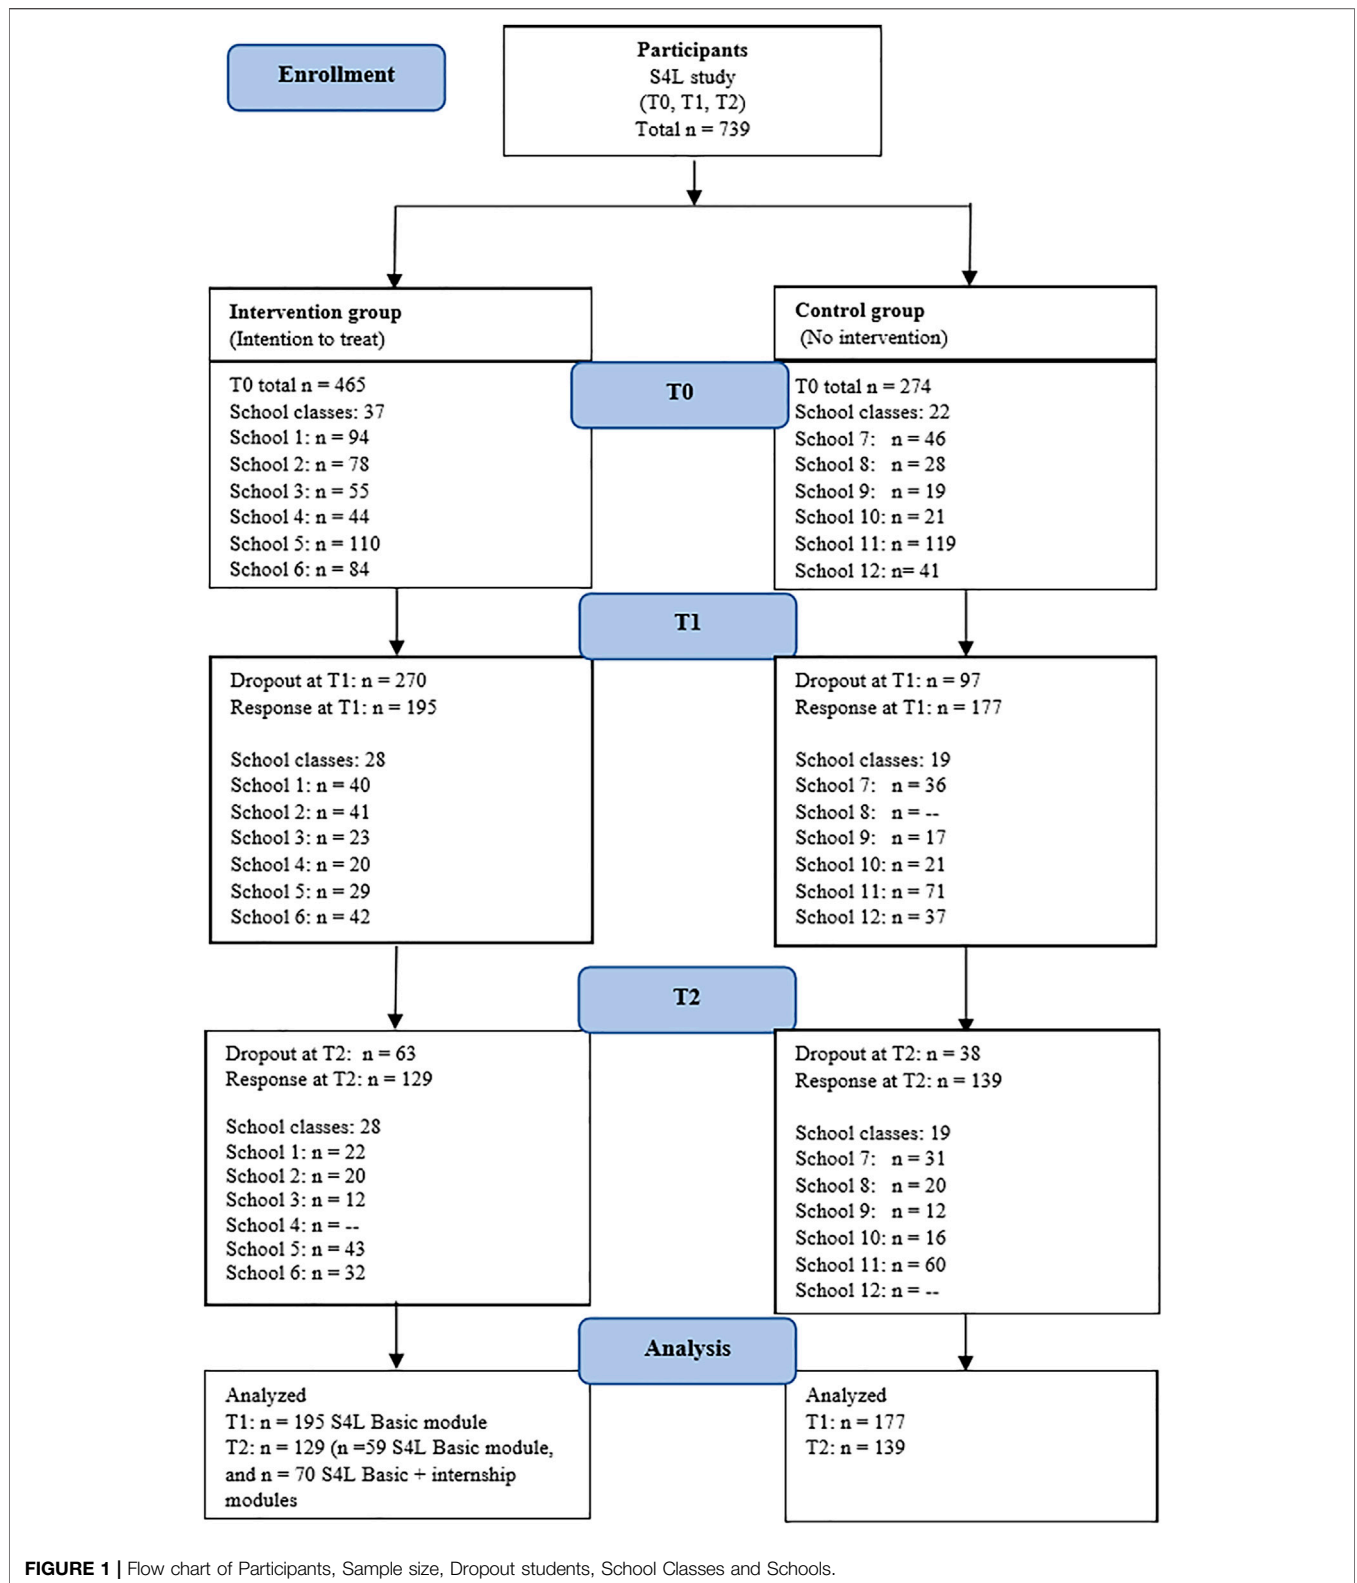 Enrollment
Participants
S4L study
(T0, T1, T2)
Total n = 739
Intervention group
(Intention to treat)
Control group
(No intervention)
T0
T0 total n = 465
School classes: 37
School 1: n = 94
School 2: n = 78
School 3: n = 55
School 4: n = 44
School 5: n = 110
School 6: n = 84
T0 total n = 274
School classes: 22
School 7: n = 46
School 8: n = 28
School 9: n = 19
School 10: n = 21
School 11: n = 119
School 12: n= 41
T1
Dropout at T1: n = 270
Response at T1: n = 195
School classes: 28
School 1: n = 40
School 2: n = 41
School 3: n = 23
School 4: n = 20
School 5: n = 29
School 6: n = 42
Dropout at T1: n = 97
Response at T1: n = 177
School classes: 19
School 7: n = 36
School 8: n = --
School 9: n = 17
School 10: n = 21
School 11: n = 71
School 12: n = 37
T2
Dropout at T2: n = 63
Response at T2: n = 129
School classes: 28
School 1: n = 22
School 2: n = 20
School 3: n = 12
School 4: n = --
School 5: n = 43
School 6: n = 32
Dropout at T2: n = 38
Response at T2: n = 139
School classes: 19
School 7: n = 31
School 8: n = 20
School 9: n = 12
School 10: n = 16
School 11: n = 60
School 12: n = --
Analysis
Analyzed
T1: n = 195 S4L Basic module
T2: n = 129 (n =59 S4L Basic module,
and n = 70 S4L Basic + internship
modules
Analyzed
T1: n = 177
T2: n = 139
FIGURE 1 | Flow chart of Participants, Sample size, Dropout students, School Classes and Schools.